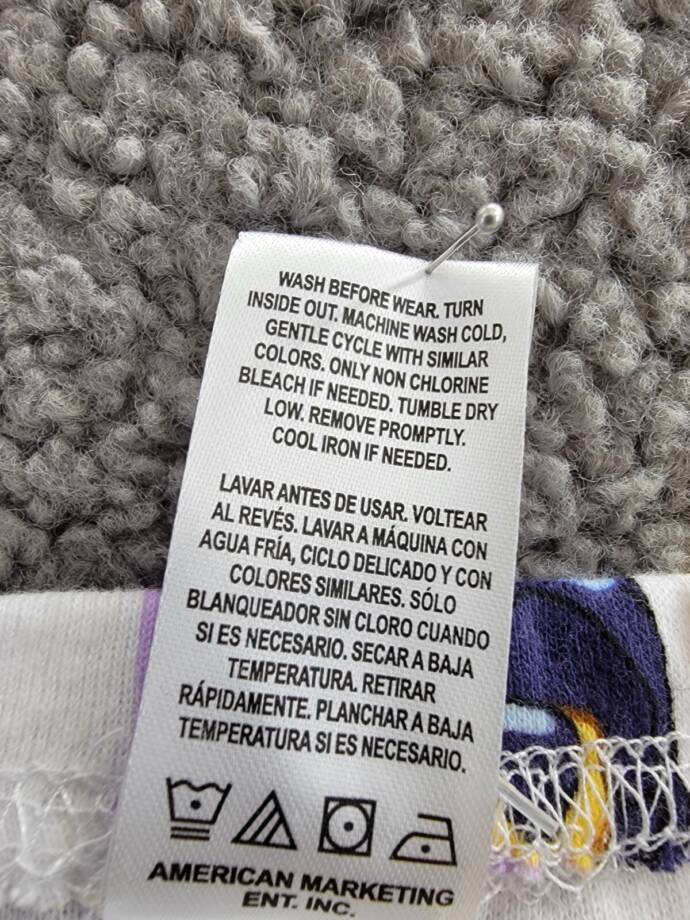 WASH BEFORE WEAR. TURN
INSIDE OUT. MACHINE WASH COLD,
GENTLE CYCLE WITH SIMILAR
COLORS. ONLY NON CHLORINE
BLEACH IF NEEDED. TUMBLE DRY
LOW. REMOVE PROMPTLY.
COOL IRON IF NEEDED.
LAVAR ANTES DE USAR. VOLTEAR
AL REVÉS. LAVAR A MÁQUINA CON
AGUA FRÍA, CICLO DELICADO Y CON
COLORES SIMILARES. SÓLO
BLANQUEADOR SIN CLORO CUANDO
SI ES NECESARIO. SECAR A BAJA
TEMPERATURA. RETIRAR
RÁPIDAMENTE. PLANCHAR A BAJA
TEMPERATURA SI ES NECESARIO.
AMERICAN MARKETING
ENT. INC.